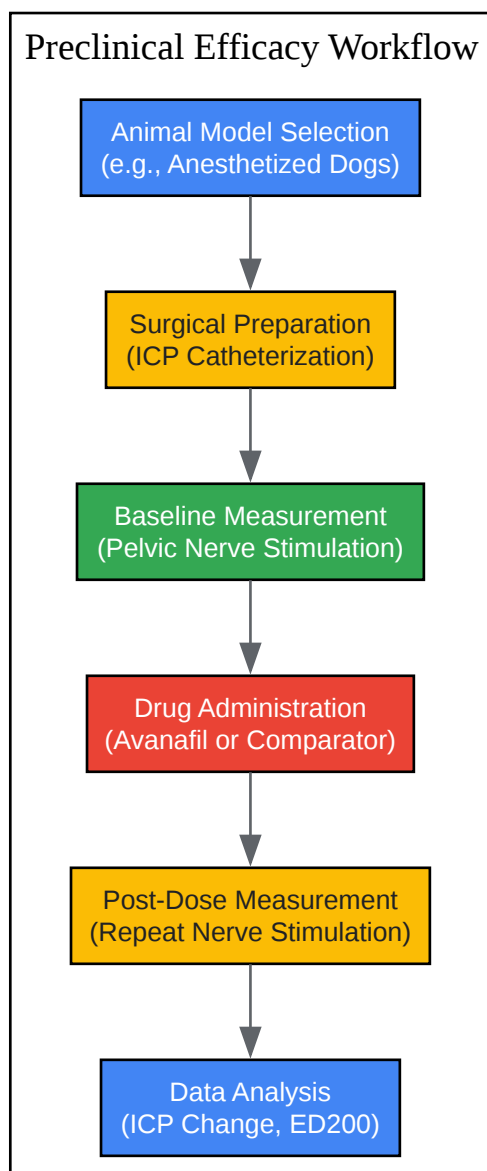 Preclinical Efficacy Workflow
Animal Model Selection
(e.g., Anesthetized Dogs)
Surgical Preparation
(ICP Catheterization)
Baseline Measurement
(Pelvic Nerve Stimulation)
Drug Administration
(Avanafil or Comparator)
Post-Dose Measurement
(Repeat Nerve Stimulation)
Data Analysis
(ICP Change, ED200)